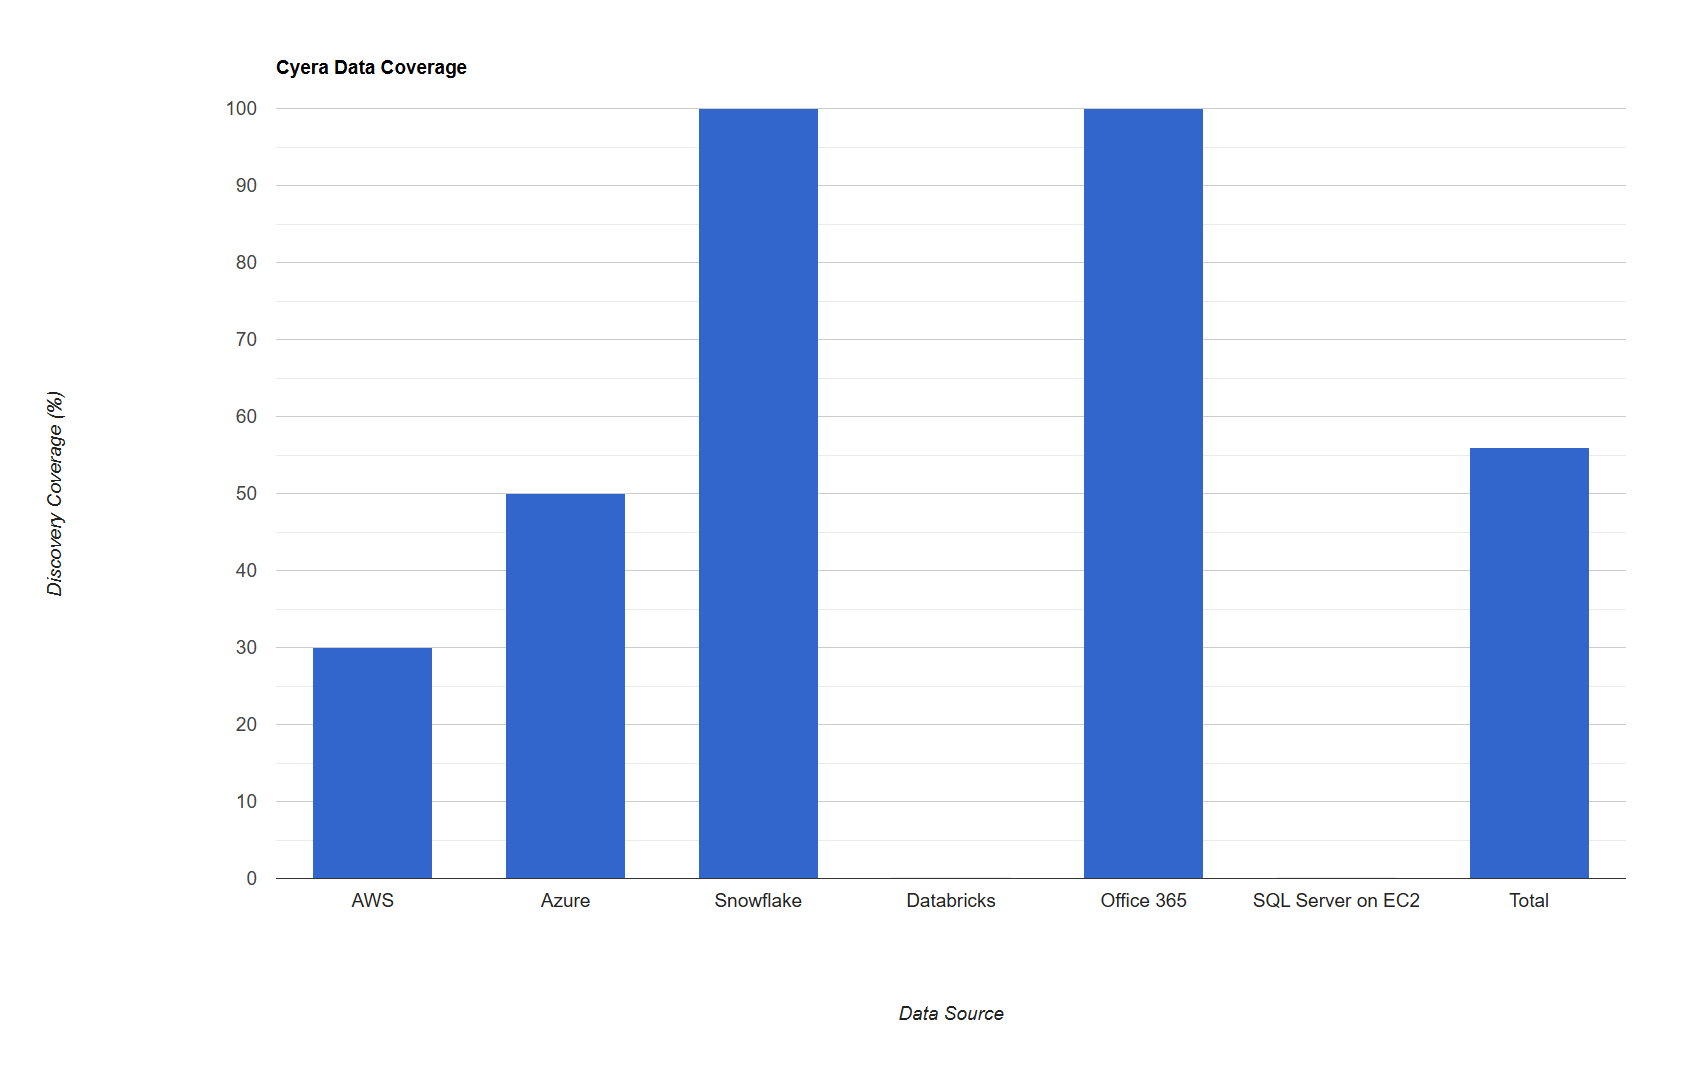 Cyera Data Coverage
100
90
80
70
60
50
40
30
20
10
0
Discovery Coverage (%)
AWS
Azure
Snowflake
Databricks
Office 365
SQL Server on EC2
Total
Data Source